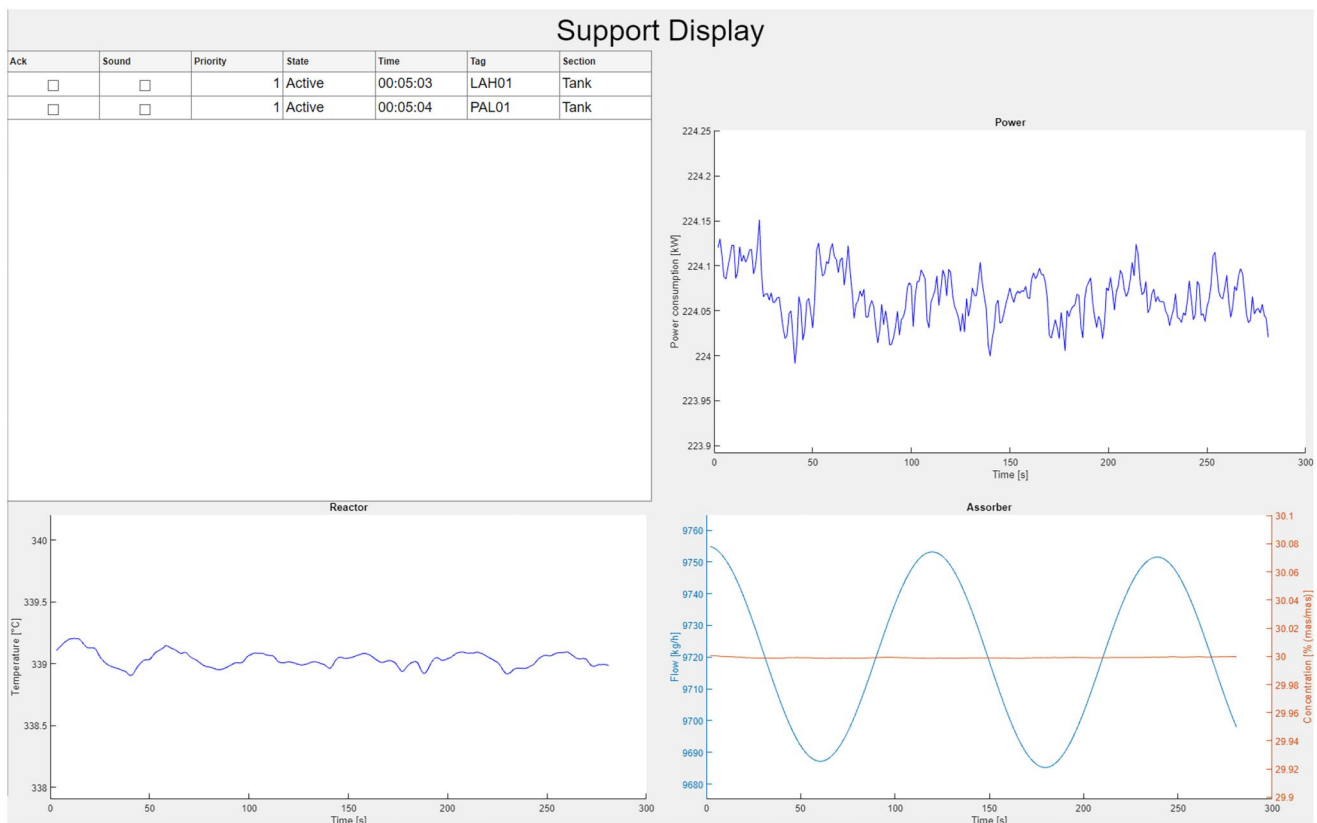 Support Display
Ack Sound Priority State Time Tag Section
1 Active 00:05:03 LAH01 Tank
1 Active 00:05:04 PAL01 Tank
Power
224.25
224.2
224.15
224.1
224.05
224
223.95
223.9
Power consumption [kW]
0 50 100 150 200 250 300
Time [s]
Reactor
340
339.5
339
338.5
338
Temperature [°C]
0 50 100 150 200 250 300
Time [s]
Assorber
9760
9750
9740
9730
9720
9710
9700
9690
9680
Flow [kg/h]
30.1
30.08
30.06
30.04
30.02
30
29.98
29.96
29.94
29.92
29.9
Concentration [% (mas/mas)]
0 50 100 150 200 250 300
Time [s]